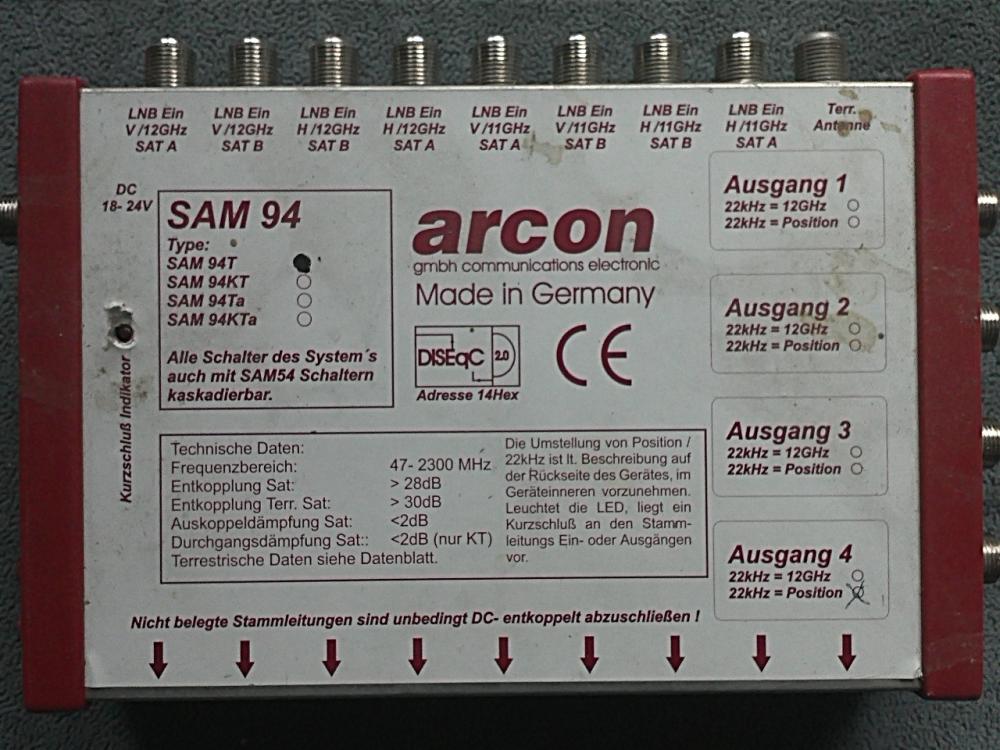 LNB Ein
V /12GHz
SAT A
LNB Ein
V /12GHz
SAT B
LNB Ein
H /12GHz
SAT B
LNB Ein
H /12GHz
SAT A
LNB Ein
V /11GHz
SAT A
LNB Ein
V /11GHz
SAT B
LNB Ein
H /11GHz
SAT B
LNB Ein
H /11GHz
SAT A
Terr.
Antenne
DC
18- 24V
SAM 94
Type:
SAM 94T
SAM 94KT
SAM 94Ta
SAM 94KTa
Alle Schalter des System´s
auch mit SAM54 Schaltern
kaskadierbar.
Kurzschluß Indikator
arcon
gmbh communications electronic
Made in Germany
DISEqC 2.0
Adresse 14Hex
CE
Ausgang 1
22kHz = 12GHz
22kHz = Position
Ausgang 2
22kHz = 12GHz
22kHz = Position
Ausgang 3
22kHz = 12GHz
22kHz = Position
Ausgang 4
22kHz = 12GHz
22kHz = Position
Technische Daten:
Frequenzbereich: 47- 2300 MHz
Entkopplung Sat: > 28dB
Entkopplung Terr. Sat: > 30dB
Auskoppeldämpfung Sat: <2dB
Durchgangsdämpfung Sat:: <2dB (nur KT)
Terrestrische Daten siehe Datenblatt.
Die Umstellung von Position /
22kHz ist lt. Beschreibung auf
der Rückseite des Gerätes, im
Geräteinneren vorzunehmen.
Leuchtet die LED, liegt ein
Kurzschluß an den Stamm-
leitungs Ein- oder Ausgängen
vor.
Nicht belegte Stammleitungen sind unbedingt DC- entkoppelt abzuschließen !